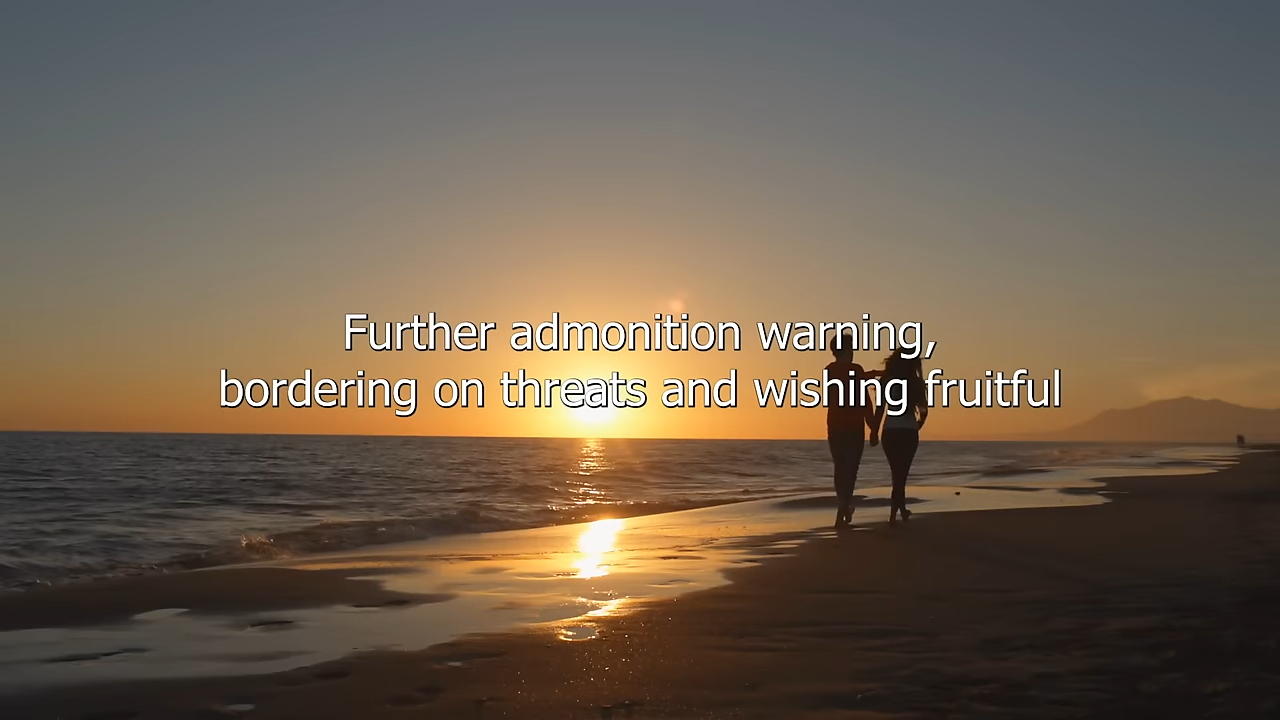 Further admonition warning,
bordering on threats and wishing fruitful